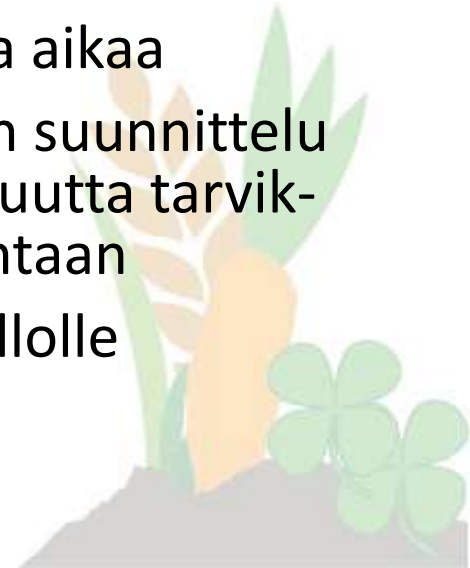 a aikaa
n suunnittelu
uutta tarvik-
ntaan
llolle